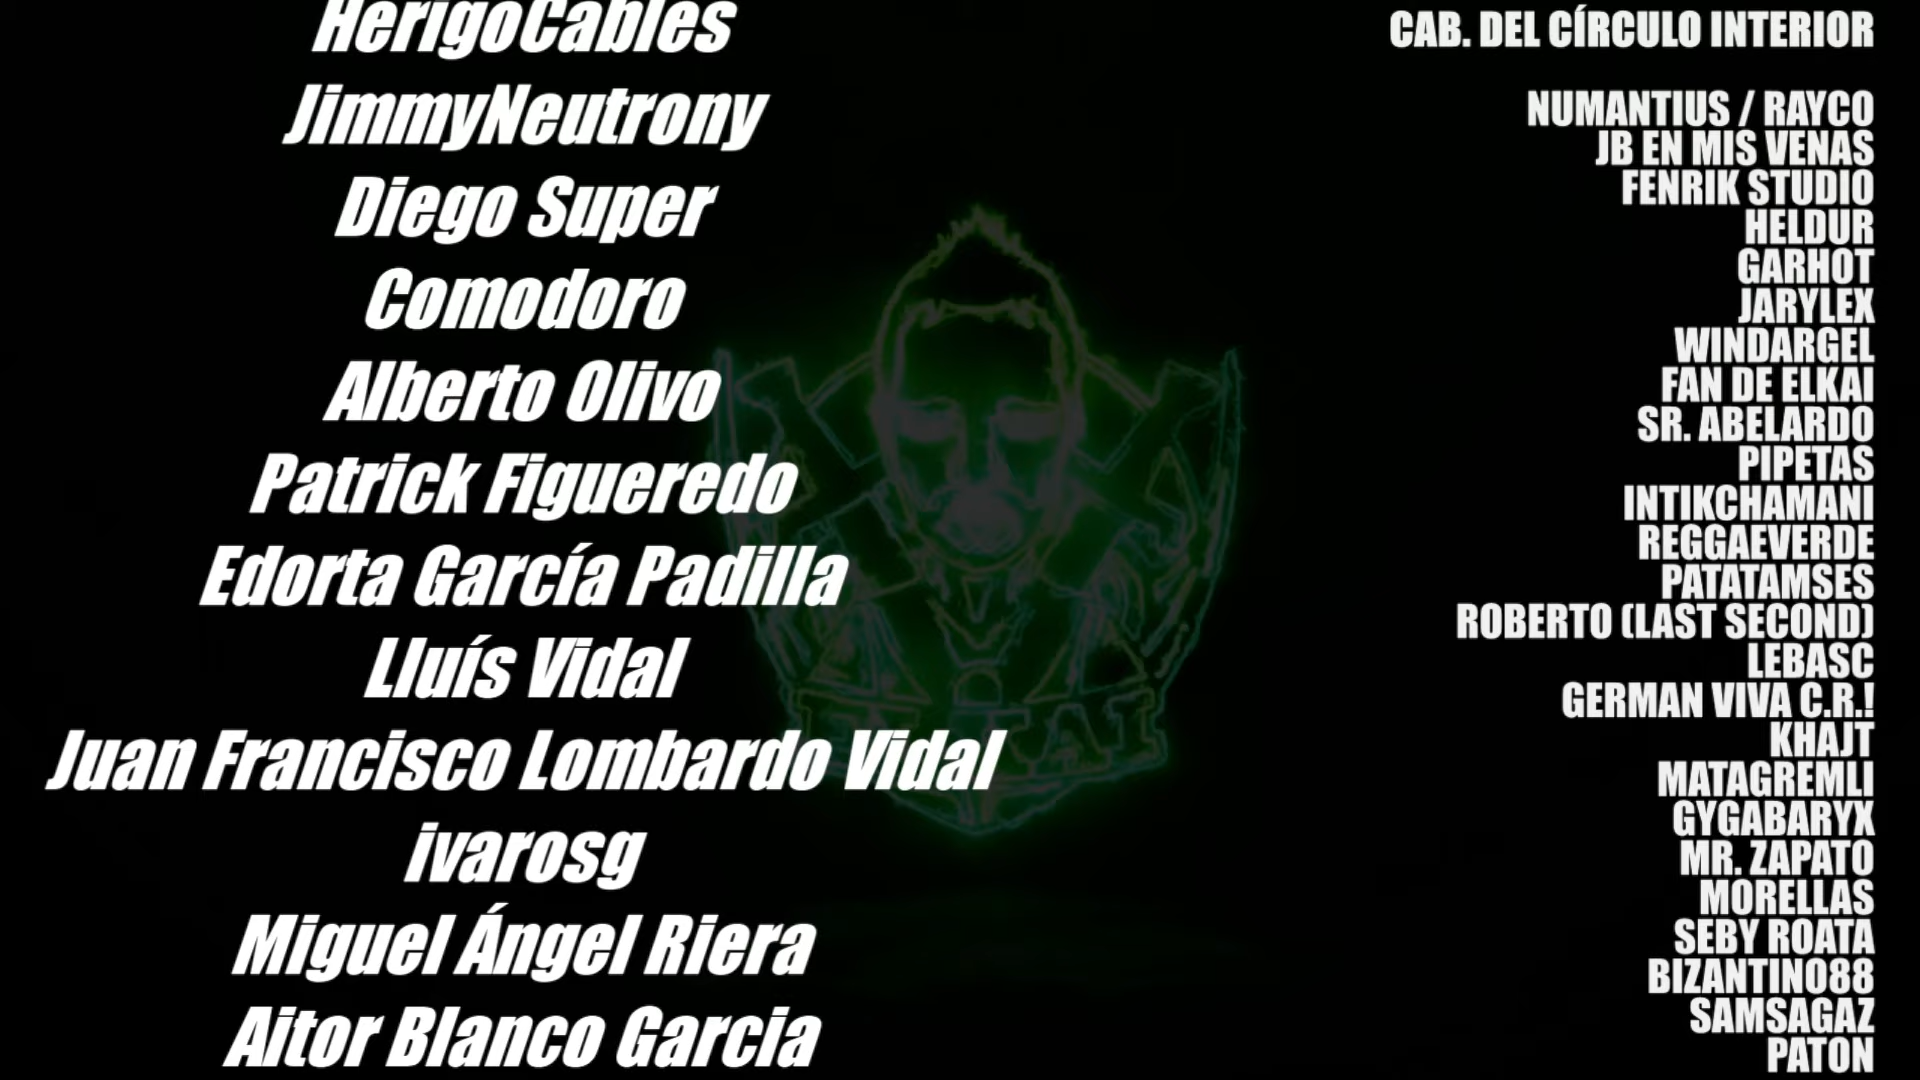 HerigoCables
JimmyNeutrony
Diego Super
Comodoro
Alberto Olivo
Patrick Figueredo
Edorta García Padilla
Lluís Vidal
Juan Francisco Lombardo Vidal
ivarosg
Miguel Ángel Riera
Aitor Blanco Garcia
CAB. DEL CÍRCULO INTERIOR
NUMANTIUS / RAYCO
JB EN MIS VENAS
FENRIK STUDIO
HELDUR
GARHOT
JARYLEX
WINDARGEL
FAN DE ELKAI
SR. ABELARDO
PIPETAS
INTIKCHAMANI
REGGAEVERDE
PATATAMSES
ROBERTO (LAST SECOND)
LEBASC
GERMAN VIVA C.R.!
KHAJT
MATAGREMLI
GYGABARYX
MR. ZAPATO
MORELLAS
SEBY ROATA
BIZANTINO88
SAMSAGAZ
PATON